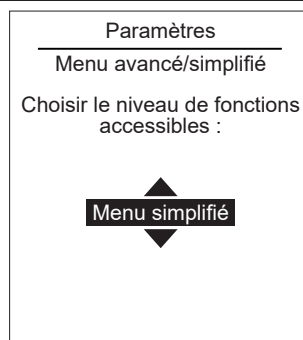 Paramètres
Menu avancé/simplifié
Choisir le niveau de fonctions
accessibles :
Menu simplifié